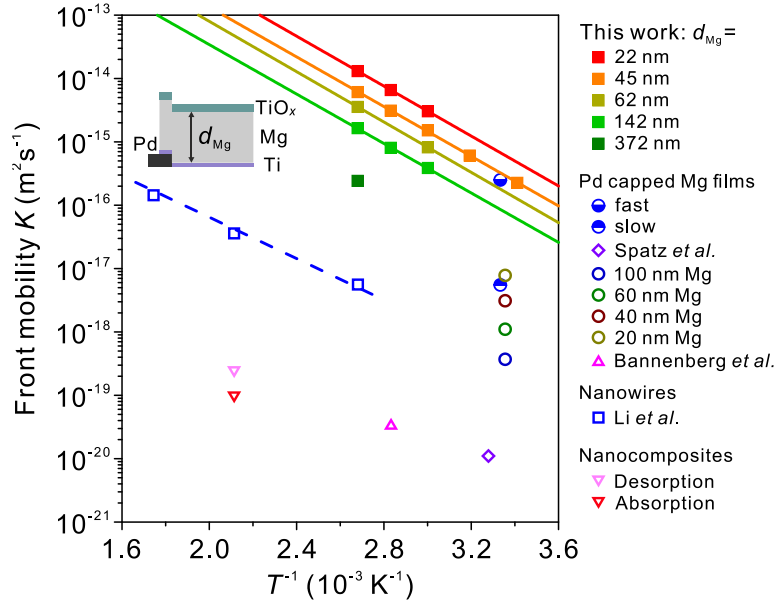 10⁻¹³
10⁻¹⁴
10⁻¹⁵
10⁻¹⁶
10⁻¹⁷
10⁻¹⁸
10⁻¹⁹
10⁻²⁰
10⁻²¹
Front mobility K (m²s⁻¹)
1.6
2.0
2.4
2.8
3.2
3.6
T⁻¹ (10⁻³ K⁻¹)
TiOₓ
Pd
d_Mg
Mg
Ti
This work: d_Mg =
22 nm
45 nm
62 nm
142 nm
372 nm
Pd capped Mg films
fast
slow
Spatz et al.
100 nm Mg
60 nm Mg
40 nm Mg
20 nm Mg
Bannenberg et al.
Nanowires
Li et al.
Nanocomposites
Desorption
Absorption